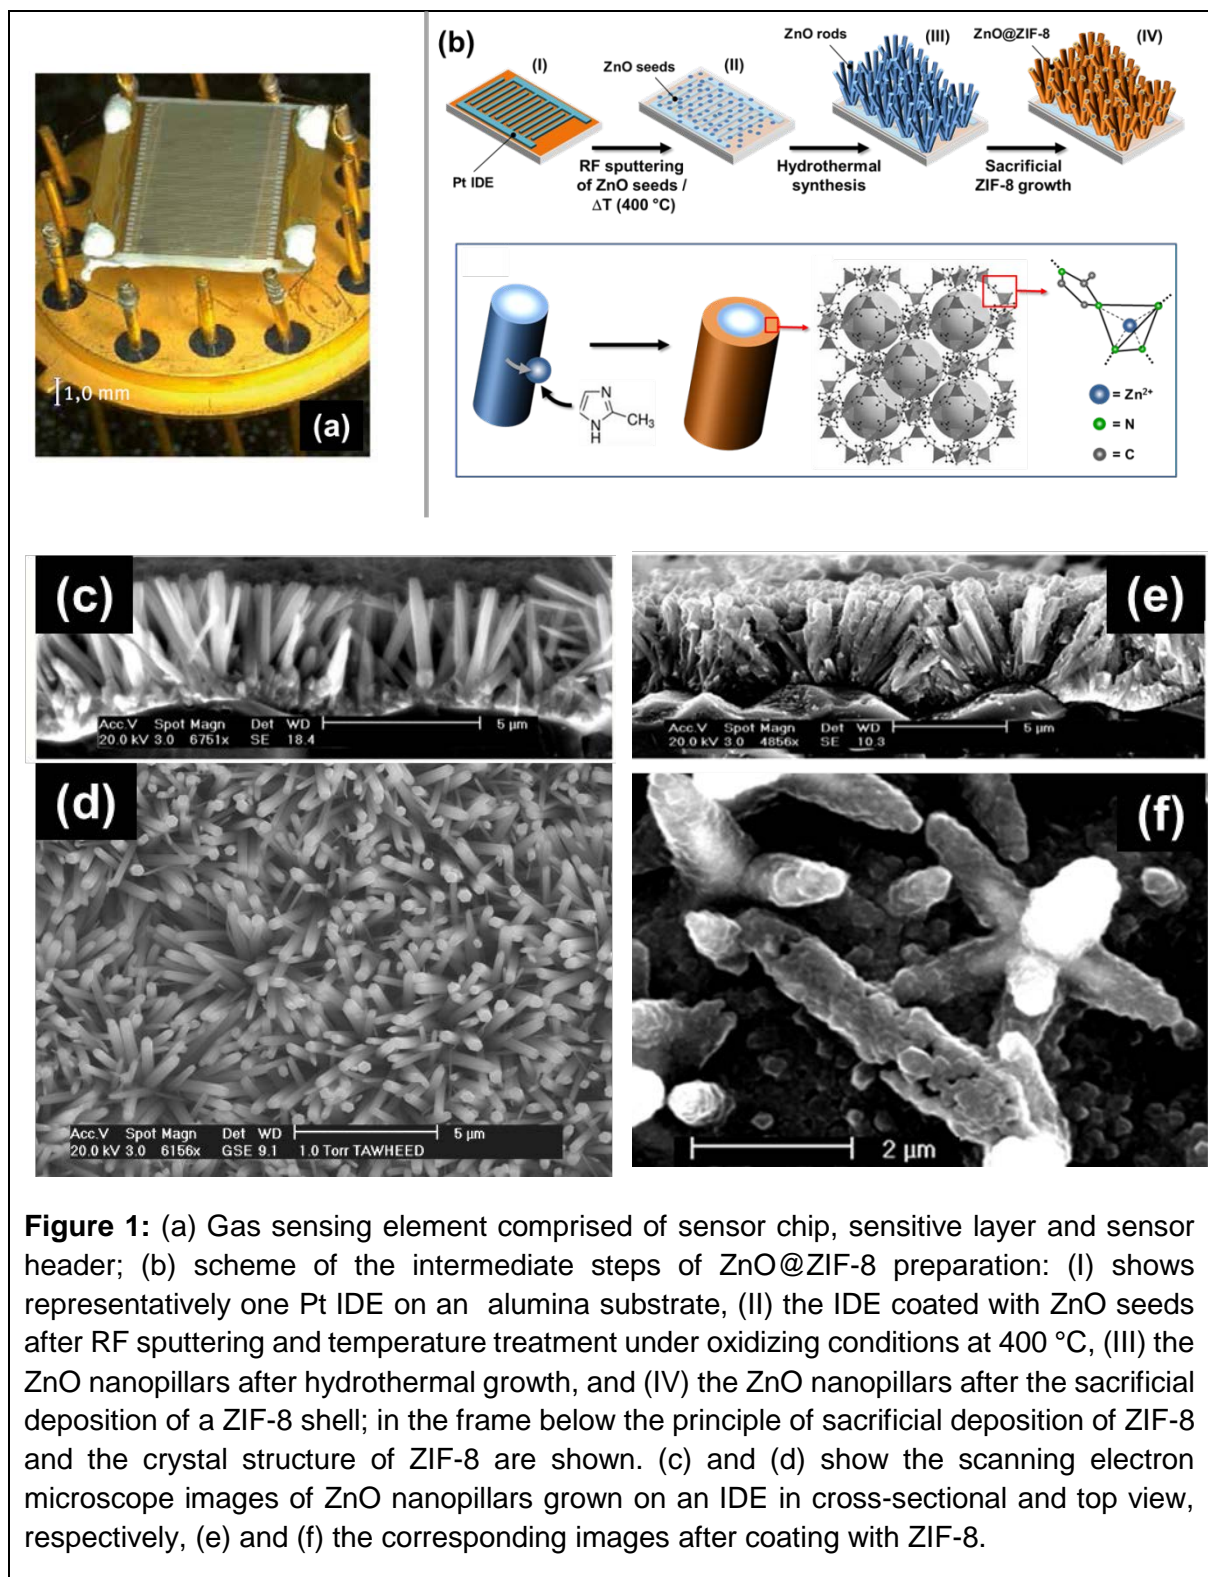 1,0 mm
(a)
(b)
(I)
ZnO seeds
(II)
ZnO rods
(III)
ZnO@ZIF-8
(IV)
Pt IDE
RF sputtering
of ZnO seeds /
ΔT (400 °C)
Hydrothermal
synthesis
Sacrificial
ZIF-8 growth
N
N
H
CH3
= Zn2+
= N
= C
(c)
Acc.V Spot Magn Det WD 5 µm
20.0 kV 3.0 6751x SE 18.4
(d)
Acc.V Spot Magn Det WD 5 µm
20.0 kV 3.0 6156x GSE 9.1 1.0 Torr TAWHEED
(e)
Acc.V Spot Magn Det WD 5 µm
20.0 kV 3.0 4856x SE 10.3
(f)
2 µm
Figure 1: (a) Gas sensing element comprised of sensor chip, sensitive layer and sensor
header; (b) scheme of the intermediate steps of ZnO@ZIF-8 preparation: (I) shows
representatively one Pt IDE on an alumina substrate, (II) the IDE coated with ZnO seeds
after RF sputtering and temperature treatment under oxidizing conditions at 400 °C, (III) the
ZnO nanopillars after hydrothermal growth, and (IV) the ZnO nanopillars after the sacrificial
deposition of a ZIF-8 shell; in the frame below the principle of sacrificial deposition of ZIF-8
and the crystal structure of ZIF-8 are shown. (c) and (d) show the scanning electron
microscope images of ZnO nanopillars grown on an IDE in cross-sectional and top view,
respectively, (e) and (f) the corresponding images after coating with ZIF-8.